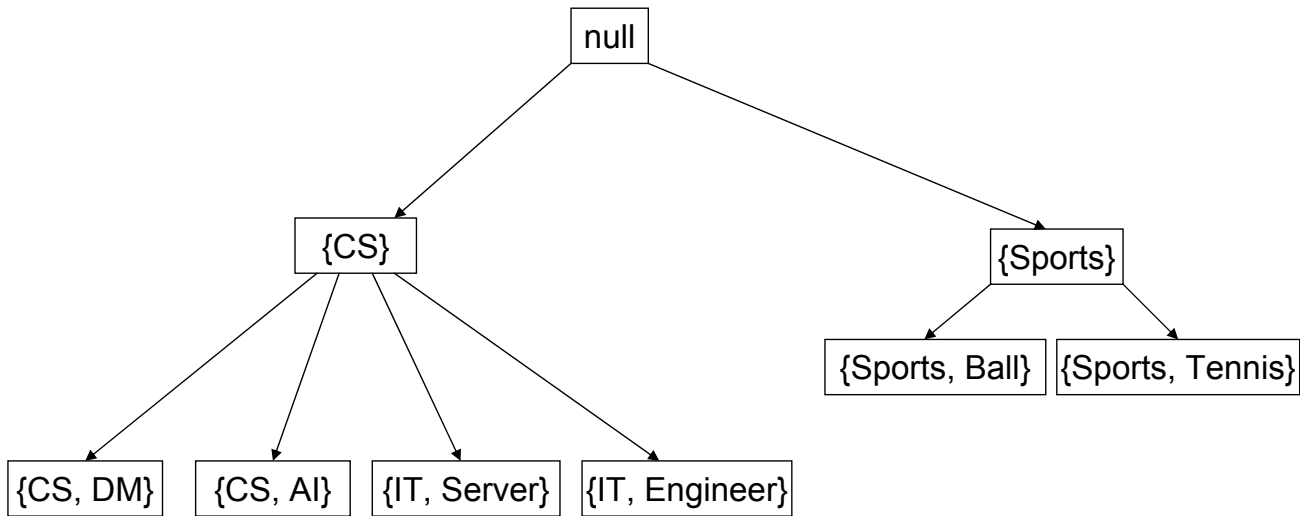 null
{CS}
{Sports}
{Sports, Ball}
{Sports, Tennis}
{CS, DM}
{CS, AI}
{IT, Server}
{IT, Engineer}